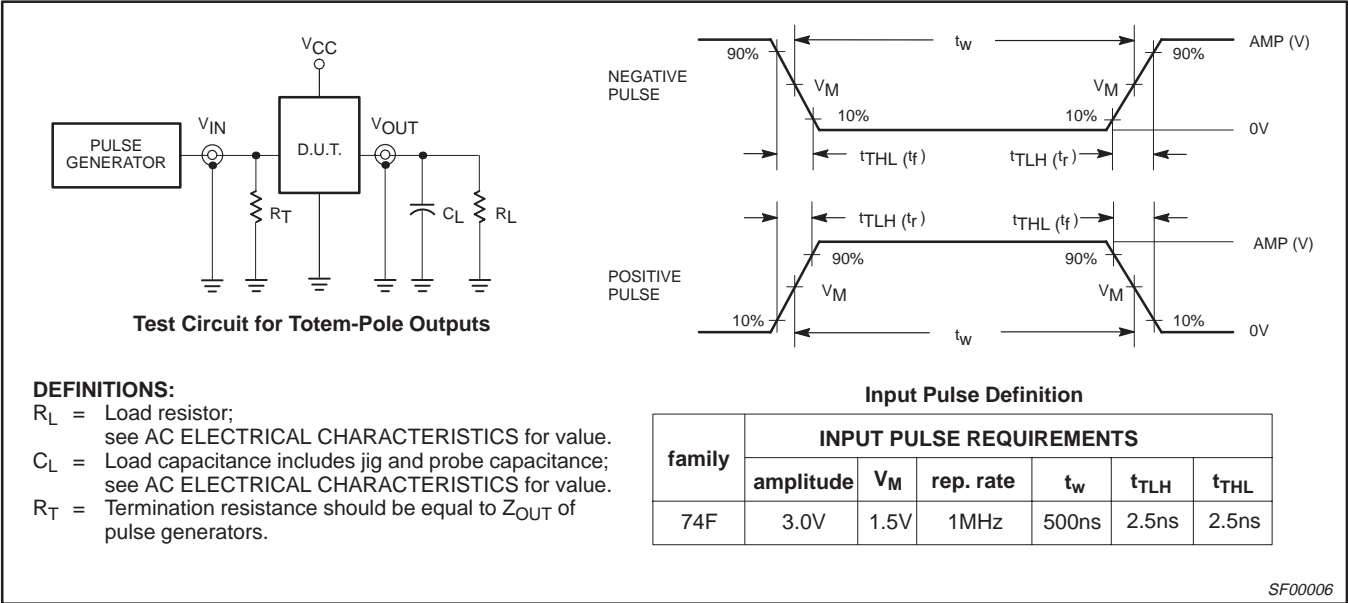 VCC
VIN
VOUT
PULSE
GENERATOR
D.U.T.
RT
CL
RL
Test Circuit for Totem-Pole Outputs
NEGATIVE
PULSE
90%
tw
90%
AMP (V)
VM
VM
10%
10%
0V
tTHL (tf )
tTLH (tr )
tTLH (tr )
tTHL (tf )
AMP (V)
90%
90%
POSITIVE
PULSE
VM
VM
10%
10%
tw
0V
Input Pulse Definition
DEFINITIONS:
RL = Load resistor;
see AC ELECTRICAL CHARACTERISTICS for value.
CL = Load capacitance includes jig and probe capacitance;
see AC ELECTRICAL CHARACTERISTICS for value.
RT = Termination resistance should be equal to ZOUT of
pulse generators.
family
INPUT PULSE REQUIREMENTS
amplitude VM rep. rate tw tTLH tTHL
74F 3.0V 1.5V 1MHz 500ns 2.5ns 2.5ns
SF00006